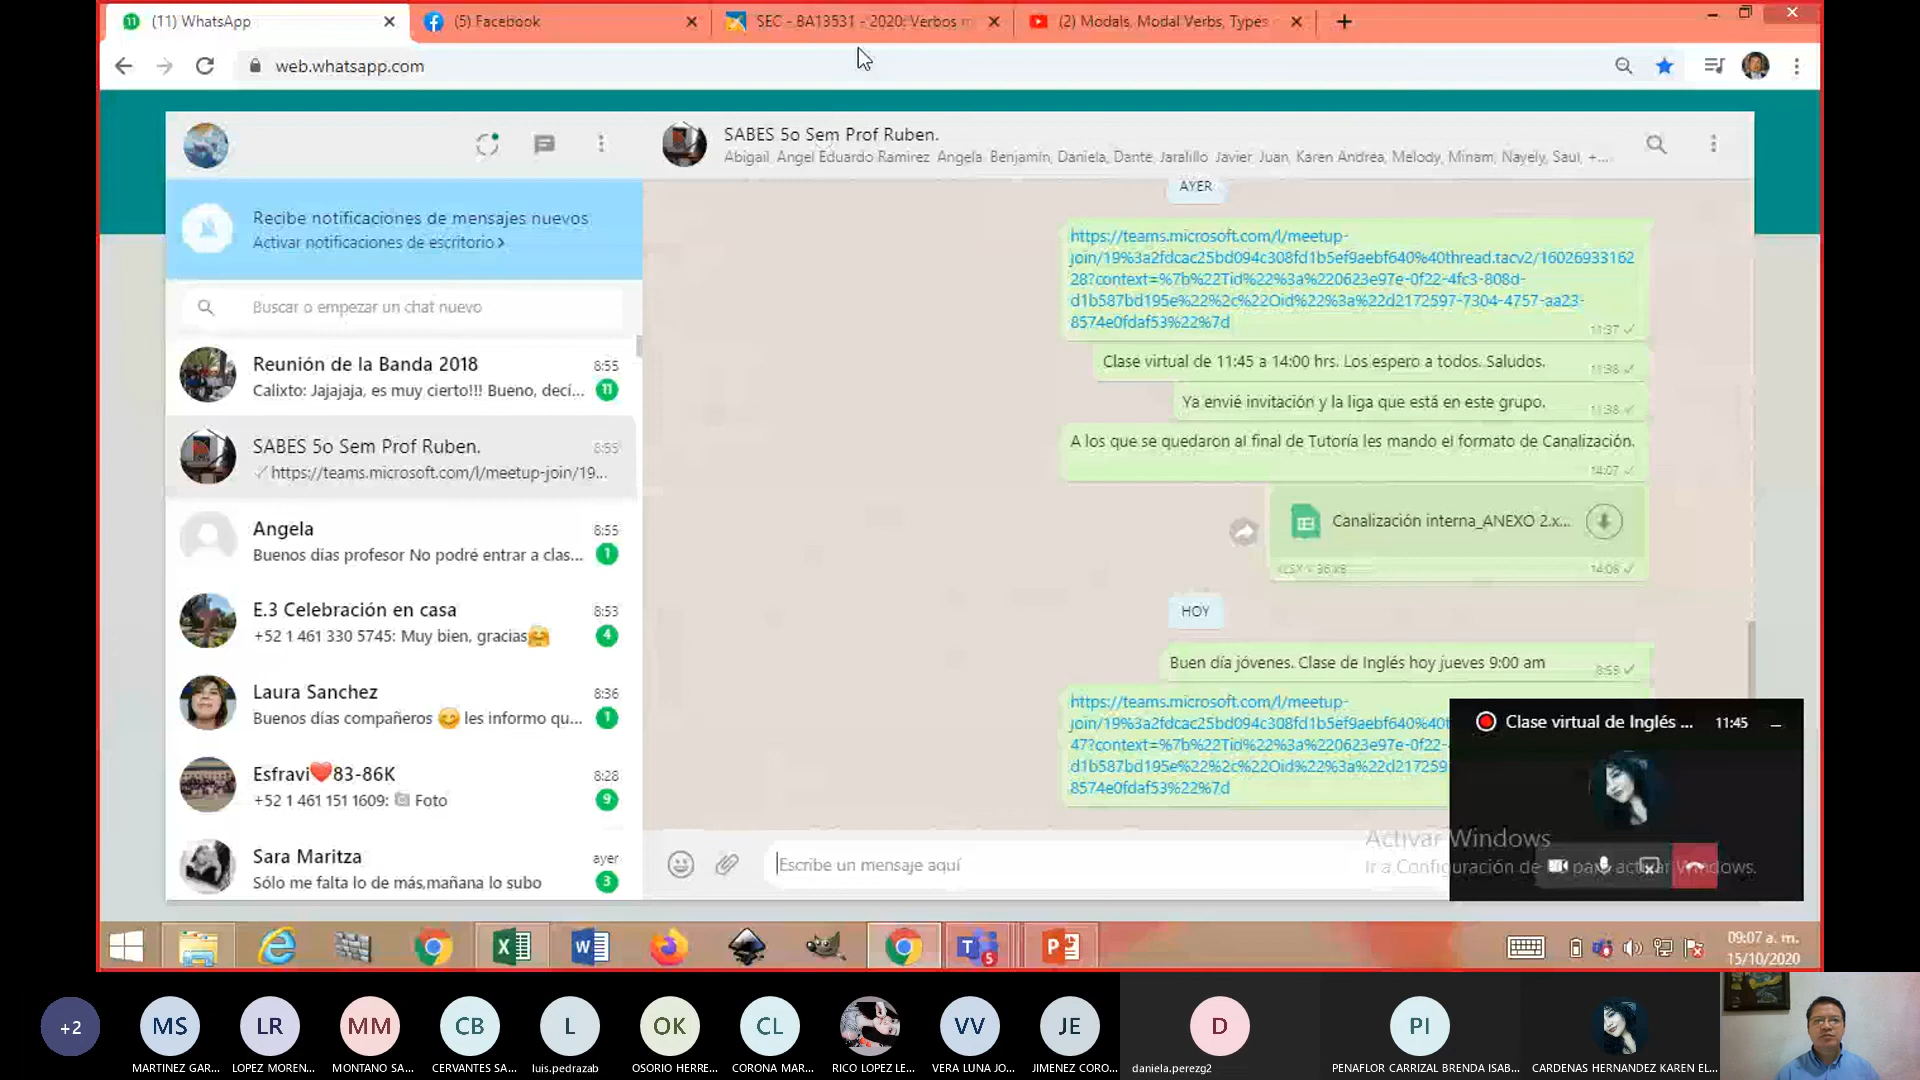 (11) WhatsApp
(5) Facebook
SEC - BA13531 - 2020: Verbos m
(2) Modals, Modal Verbs, Types
web.whatsapp.com
SABES 5o Sem Prof Ruben.
Abigail, Angel Eduardo Ramirez, Angela, Benjamín, Daniela, Dante, Jaralillo, Javier, Juan, Karen Andrea, Melody, Miriam, Nayely, Saul, +...
Recibe notificaciones de mensajes nuevos
Activar notificaciones de escritorio >
Buscar o empezar un chat nuevo
Reunión de la Banda 2018
8:55
Calixto: Jajajaja, es muy cierto!!! Bueno, decí...
11
SABES 5o Sem Prof Ruben.
8:55
https://teams.microsoft.com/l/meetup-join/19...
Angela
8:55
Buenos días profesor No podré entrar a clas...
1
E.3 Celebración en casa
8:53
+52 1 461 330 5745: Muy bien, gracias🤗
4
Laura Sanchez
8:36
Buenos días compañeros 😊 les informo qu...
1
Esfravi❤83-86K
8:28
+52 1 461 151 1609: Foto
9
Sara Maritza
ayer
Sólo me falta lo de más,mañana lo subo
3
AYER
https://teams.microsoft.com/l/meetup-
join/19%3a2fdcac25bd094c308fd1b5ef9aebf640%40thread.tacv2/16026933162
28?context=%7b%22Tid%22%3a%220623e97e-0f22-4fc3-808d-
d1b587bd195e%22%2c%22Oid%22%3a%22d2172597-7304-4757-aa23-
8574e0fdaf53%22%7d
11:37
Clase virtual de 11:45 a 14:00 hrs. Los espero a todos. Saludos.
11:38
Ya envié invitación y la liga que está en este grupo.
11:38
A los que se quedaron al final de Tutoría les mando el formato de Canalización.
14:07
Canalización interna_ANEXO 2.x...
XLSX • 36 kB
14:08
HOY
Buen día jóvenes. Clase de Inglés hoy jueves 9:00 am
8:55
https://teams.microsoft.com/l/meetup-
join/19%3a2fdcac25bd094c308fd1b5ef9aebf640%40t
47?context=%7b%22Tid%22%3a%220623e97e-0f22-
d1b587bd195e%22%2c%22Oid%22%3a%22d217259
8574e0fdaf53%22%7d
Escribe un mensaje aquí
Clase virtual de Inglés ...
11:45
Activar Windows
Ir a Configuración de para activar Windows.
5
09:07 a. m.
15/10/2020
+2
MS
LR
MM
CB
L
OK
CL
VV
JE
D
PI
MARTINEZ GAR...
LOPEZ MOREN...
MONTANO SA...
CERVANTES SA...
luis.pedrazab
OSORIO HERRE...
CORONA MAR...
RICO LOPEZ LE...
VERA LUNA JO...
JIMENEZ CORO...
daniela.perezg2
PENAFLOR CARRIZAL BRENDA ISAB...
CARDENAS HERNANDEZ KAREN EL...